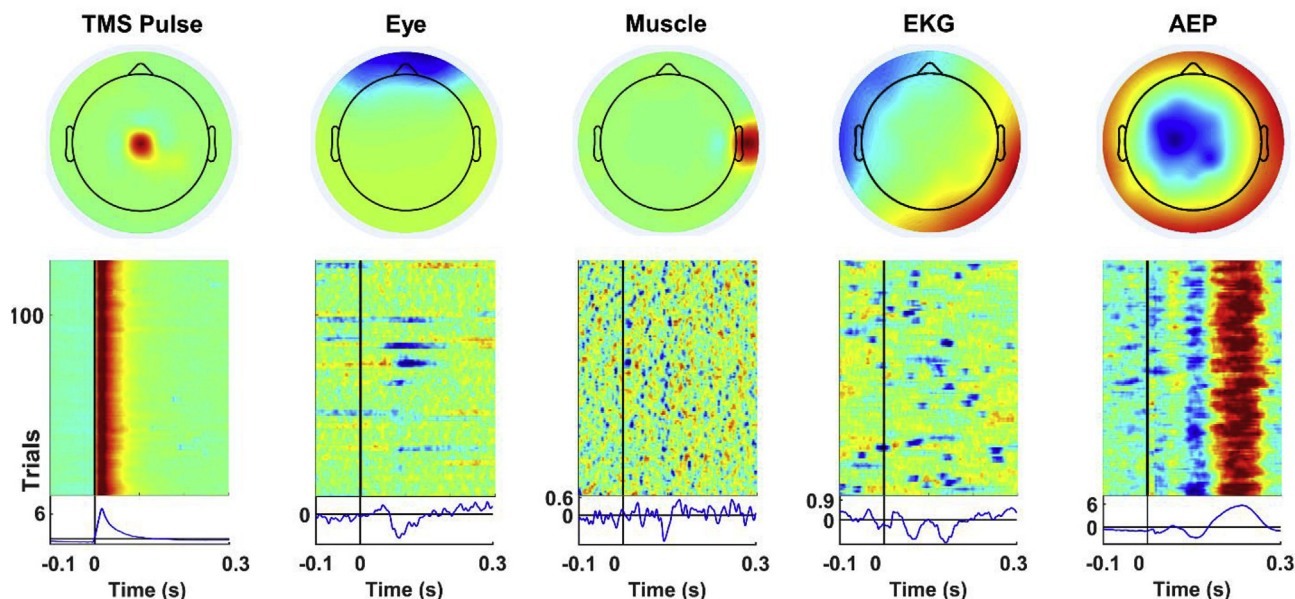 TMS Pulse Eye Muscle EKG AEP
100
Trials
6 0 0.6 0.9 6
0 0 0
-0.1 0 0.3 -0.1 0 0.3 -0.1 0 0.3 -0.1 0 0.3 -0.1 0 0.3
Time (s) Time (s) Time (s) Time (s) Time (s)